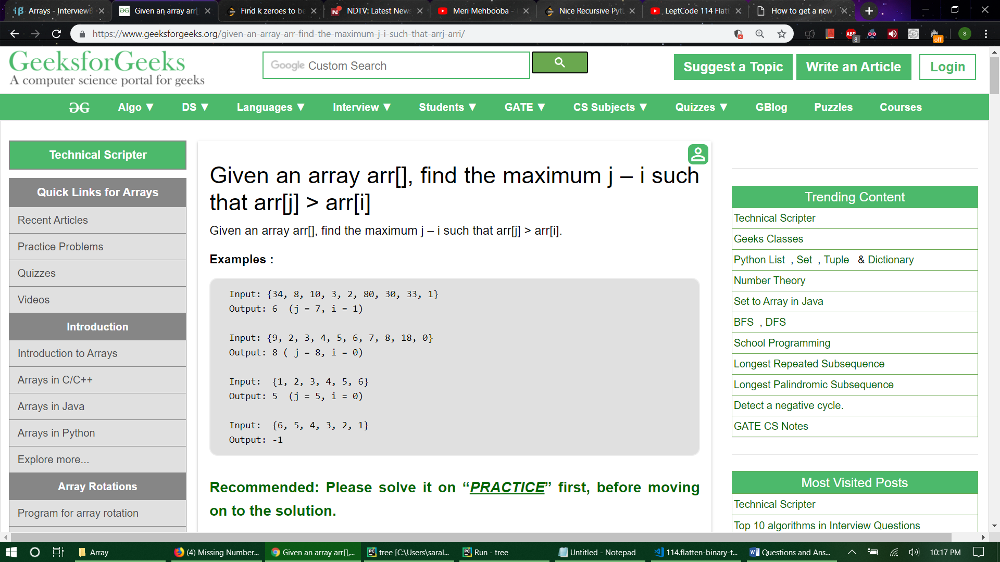 Arrays - Interview
Given an array arr[
Find k zeroes to be
NDTV: Latest News
Meri Mehbooba -
Nice Recursive Pyt
LeetCode 114 Flat
How to get a new
https://www.geeksforgeeks.org/given-an-array-arr-find-the-maximum-j-i-such-that-arrj-arri/
ABP
8
off
S
GeeksforGeeks
A computer science portal for geeks
Google Custom Search
Suggest a Topic
Write an Article
Login
Algo ▼
DS ▼
Languages ▼
Interview ▼
Students ▼
GATE ▼
CS Subjects ▼
Quizzes ▼
GBlog
Puzzles
Courses
Technical Scripter
Quick Links for Arrays
Recent Articles
Practice Problems
Quizzes
Videos
Introduction
Introduction to Arrays
Arrays in C/C++
Arrays in Java
Arrays in Python
Explore more...
Array Rotations
Program for array rotation
Given an array arr[], find the maximum j – i such
that arr[j] > arr[i]
Given an array arr[], find the maximum j – i such that arr[j] > arr[i].
Examples :
Input: {34, 8, 10, 3, 2, 80, 30, 33, 1}
Output: 6  (j = 7, i = 1)
Input: {9, 2, 3, 4, 5, 6, 7, 8, 18, 0}
Output: 8 ( j = 8, i = 0)
Input:  {1, 2, 3, 4, 5, 6}
Output: 5  (j = 5, i = 0)
Input:  {6, 5, 4, 3, 2, 1}
Output: -1
Recommended: Please solve it on “PRACTICE” first, before moving
on to the solution.
Trending Content
Technical Scripter
Geeks Classes
Python List , Set , Tuple & Dictionary
Number Theory
Set to Array in Java
BFS , DFS
School Programming
Longest Repeated Subsequence
Longest Palindromic Subsequence
Detect a negative cycle.
GATE CS Notes
Most Visited Posts
Technical Scripter
Top 10 algorithms in Interview Questions
Array
(4) Missing Number...
Given an array arr[],...
tree [C:\Users\saral...
Run - tree
Untitled - Notepad
114.flatten-binary-t...
Questions and Ans...
10:17 PM